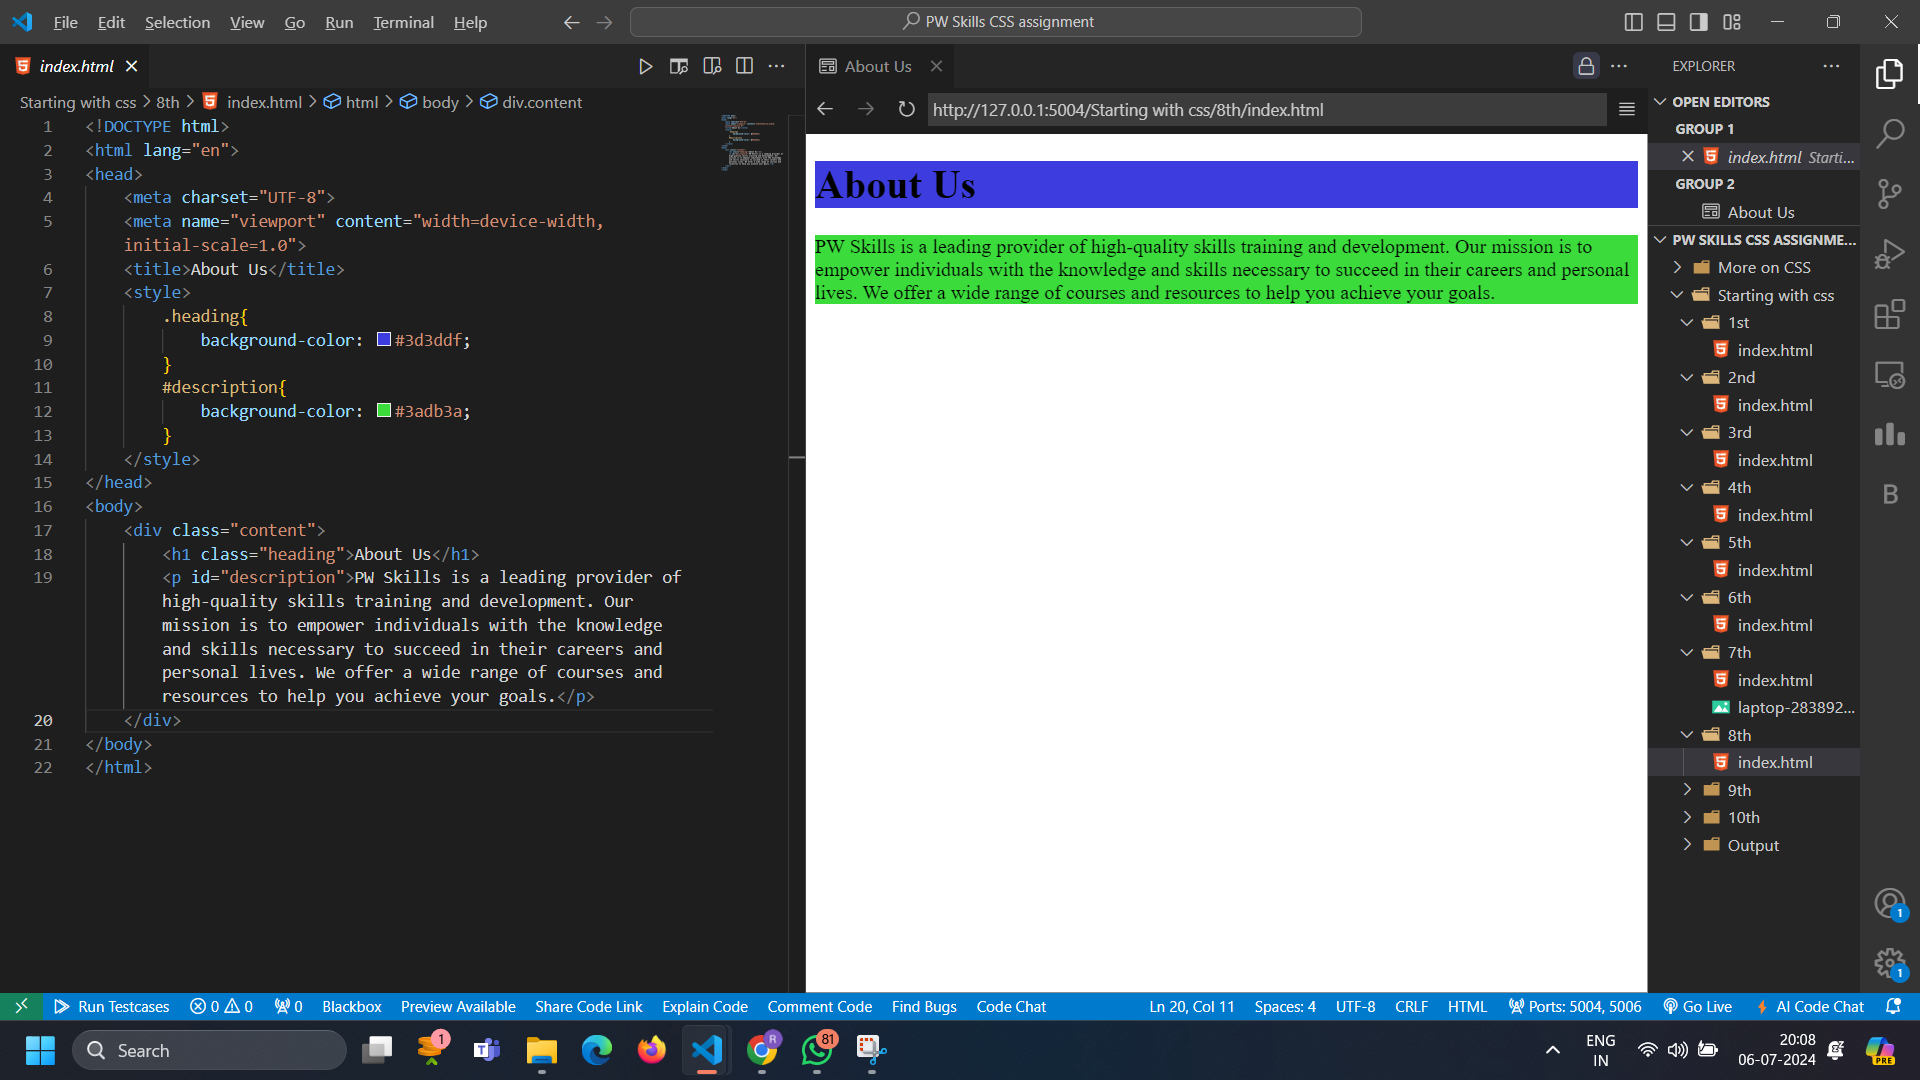 File Edit Selection View Go Run Terminal Help
PW Skills CSS assignment
index.html
Starting with css > 8th > index.html > html > body > div.content
1 <!DOCTYPE html>
2 <html lang="en">
3 <head>
4 <meta charset="UTF-8">
5 <meta name="viewport" content="width=device-width,
initial-scale=1.0">
6 <title>About Us</title>
7 <style>
8 .heading{
9 background-color: #3d3ddf;
10 }
11 #description{
12 background-color: #3adb3a;
13 }
14 </style>
15 </head>
16 <body>
17 <div class="content">
18 <h1 class="heading">About Us</h1>
19 <p id="description">PW Skills is a leading provider of
high-quality skills training and development. Our
mission is to empower individuals with the knowledge
and skills necessary to succeed in their careers and
personal lives. We offer a wide range of courses and
resources to help you achieve your goals.</p>
20 </div>
21 </body>
22 </html>
About Us
http://127.0.0.1:5004/Starting with css/8th/index.html
About Us
PW Skills is a leading provider of high-quality skills training and development. Our mission is to
empower individuals with the knowledge and skills necessary to succeed in their careers and personal
lives. We offer a wide range of courses and resources to help you achieve your goals.
EXPLORER
OPEN EDITORS
GROUP 1
index.html Starti...
GROUP 2
About Us
PW SKILLS CSS ASSIGNME...
More on CSS
Starting with css
1st
index.html
2nd
index.html
3rd
index.html
4th
index.html
5th
index.html
6th
index.html
7th
index.html
laptop-283892...
8th
index.html
9th
10th
Output
B
1
1
Run Testcases 0 0 0 Blackbox Preview Available Share Code Link Explain Code Comment Code Find Bugs Code Chat Ln 20, Col 11 Spaces: 4 UTF-8 CRLF HTML Ports: 5004, 5006 Go Live AI Code Chat
Search
1
R
81
ENG
IN
20:08
06-07-2024
PRE